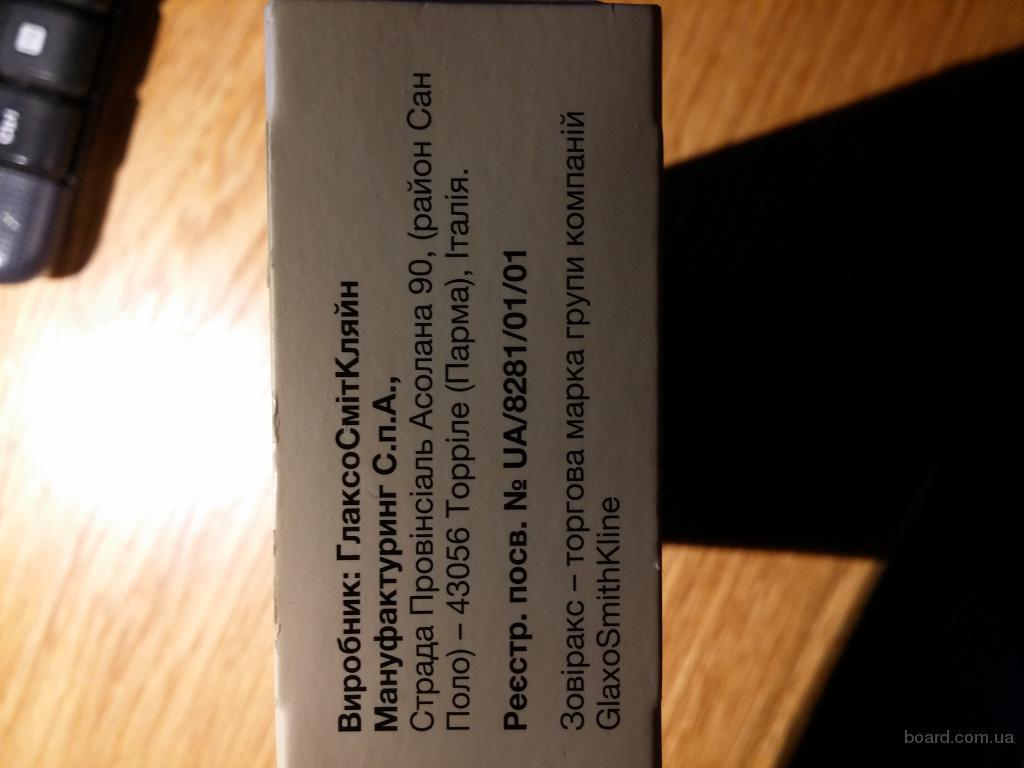 Виробник: ГлаксоСмітКляйн
Мануфактуринг С.п.А.,
Страда Провінсіаль Асолана 90, (район Сан
Поло) – 43056 Торріле (Парма), Італія.
Реєстр. посв. № UA/8281/01/01
Зовіракс – торгова марка групи компаній
GlaxoSmithKline
board.com.ua